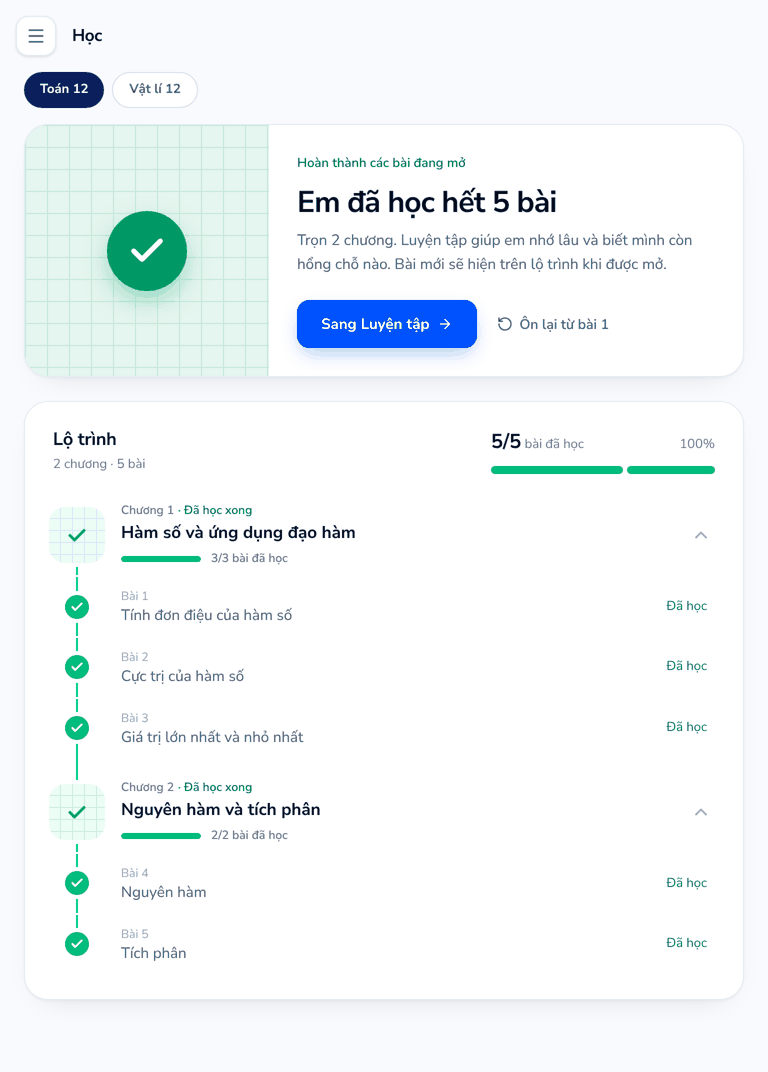 Học
Toán 12
Vật lí 12
Hoàn thành các bài đang mở
Em đã học hết 5 bài
Trọn 2 chương. Luyện tập giúp em nhớ lâu và biết mình còn
hổng chỗ nào. Bài mới sẽ hiện trên lộ trình khi được mở.
Sang Luyện tập
Ôn lại từ bài 1
Lộ trình
2 chương · 5 bài
5/5 bài đã học
100%
Chương 1 · Đã học xong
Hàm số và ứng dụng đạo hàm
3/3 bài đã học
Bài 1
Tính đơn điệu của hàm số
Đã học
Bài 2
Cực trị của hàm số
Đã học
Bài 3
Giá trị lớn nhất và nhỏ nhất
Đã học
Chương 2 · Đã học xong
Nguyên hàm và tích phân
2/2 bài đã học
Bài 4
Nguyên hàm
Đã học
Bài 5
Tích phân
Đã học